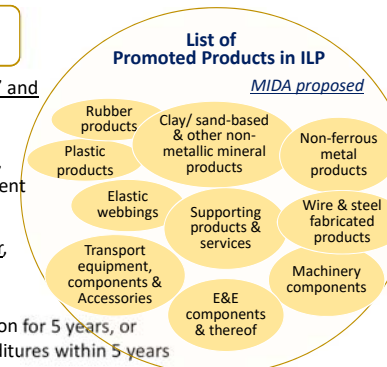 List of
Promoted Products in ILP
MIDA proposed
and
Rubber
products
Clay/ sand-based
& other non-
metallic mineral
products
Non-ferrous
metal
products
Plastic
products
Elastic
webbings
Supporting
products &
services
Wire & steel
fabricated
products
Transport
equipment,
components &
Accessories
Machinery
components
E&E
components
& thereof
for 5 years, or
within 5 years